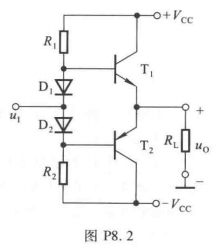 +V_CC
R_1
T_1
D_1
u_I
+
D_2
R_L
u_O
T_2
R_2
−
−V_CC
图 P8.2